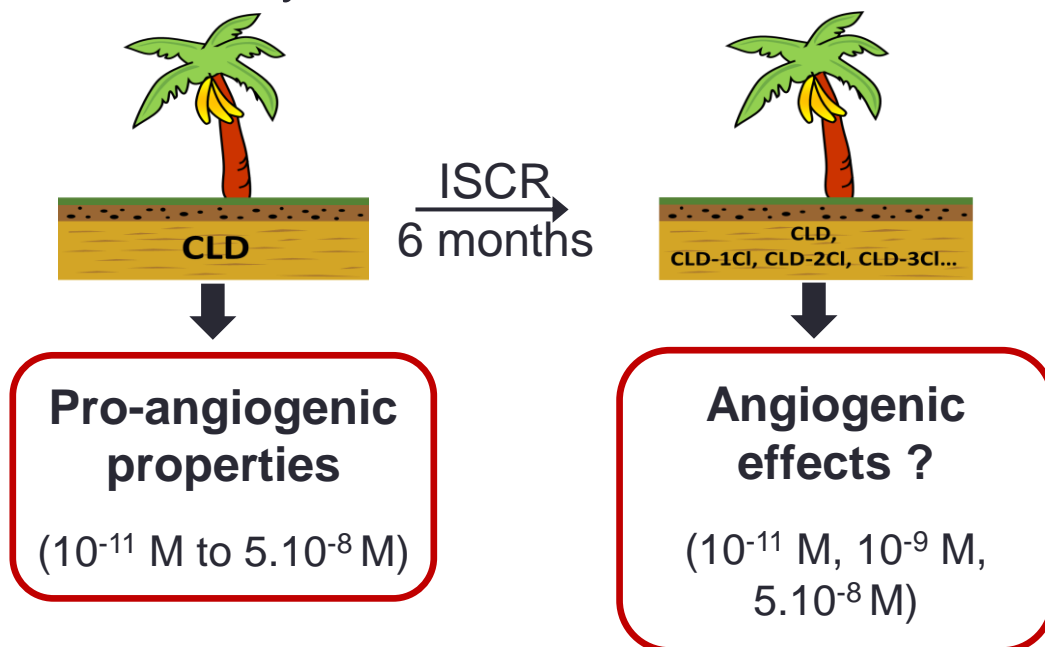 CLD
ISCR
6 months
CLD,
CLD-1Cl, CLD-2Cl, CLD-3Cl...
Pro-angiogenic
properties
(10⁻¹¹ M to 5.10⁻⁸ M)
Angiogenic
effects ?
(10⁻¹¹ M, 10⁻⁹ M,
5.10⁻⁸ M)